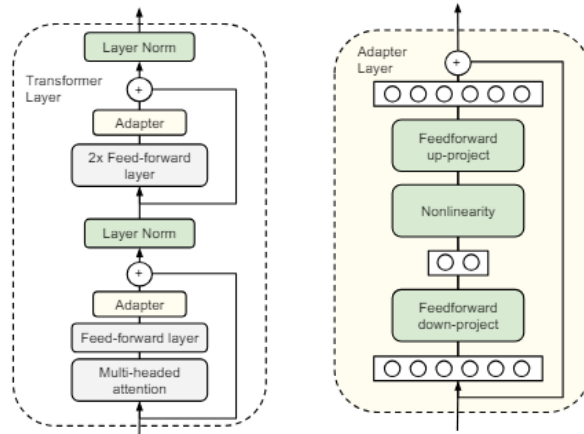 Layer Norm
Transformer
Layer
+
Adapter
2x Feed-forward
layer
Layer Norm
+
Adapter
Feed-forward layer
Multi-headed
attention
Adapter
Layer
+
Feedforward
up-project
Nonlinearity
Feedforward
down-project